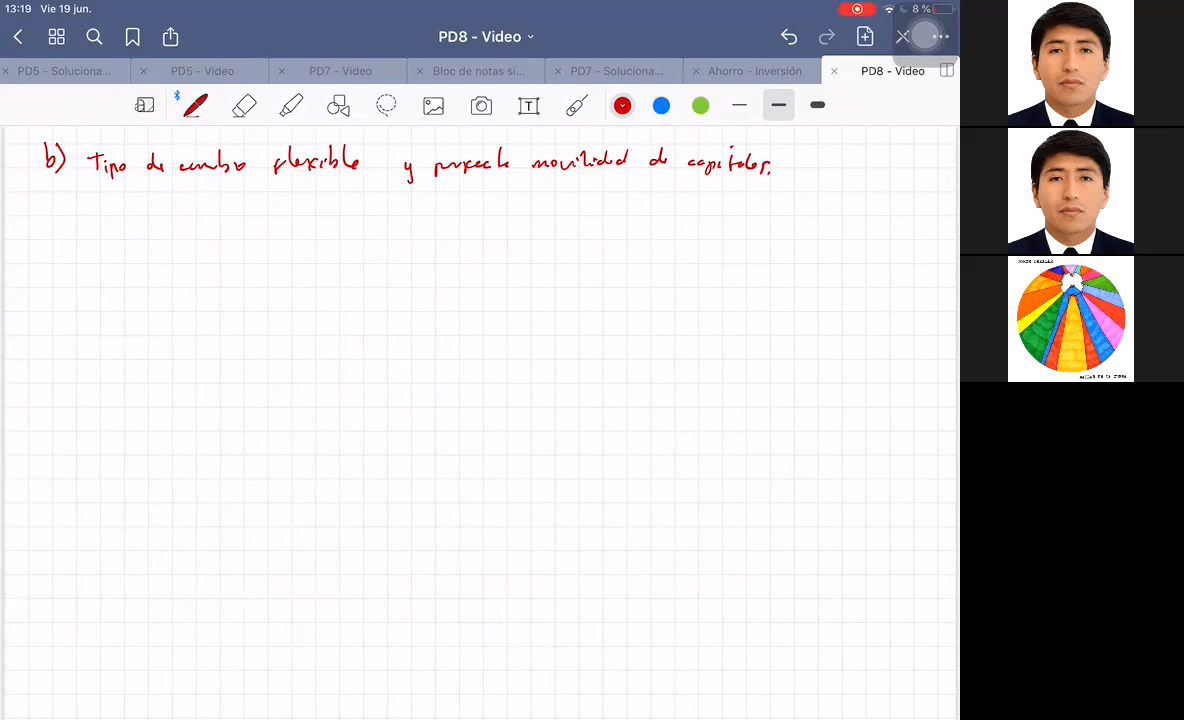 13:19 Vie 19 jun. 8 %
PD8 - Video
PD5 - Soluciona... PD5 - Video PD7 - Video Bloc de notas si... PD7 - Soluciona... Ahorro - Inversión PD8 - Video
T
b) tipo de cambio flexible y perfecta movilidad de capitales.